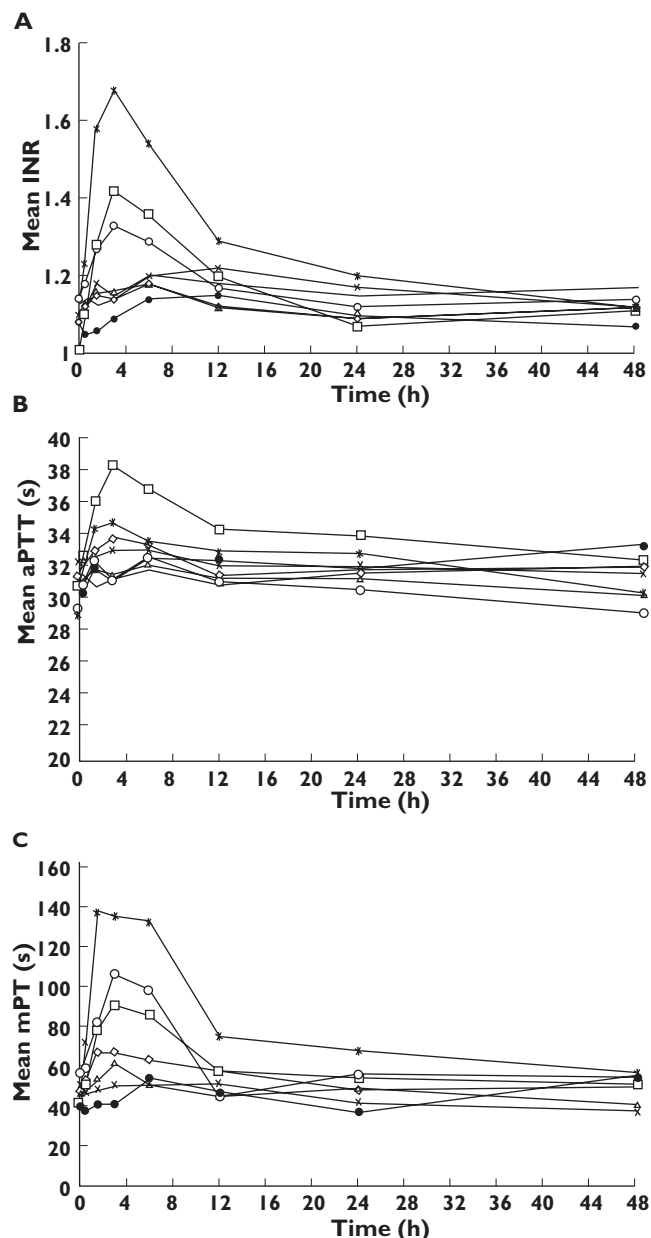 A
Mean INR
1.8
1.6
1.4
1.2
1
0 4 8 12 16 20 24 28 32 36 40 44 48
Time (h)
B
Mean aPTT (s)
40
38
36
34
32
30
28
26
24
22
20
0 4 8 12 16 20 24 28 32 36 40 44 48
Time (h)
C
Mean mPT (s)
160
140
120
100
80
60
40
20
0
0 4 8 12 16 20 24 28 32 36 40 44 48
Time (h)